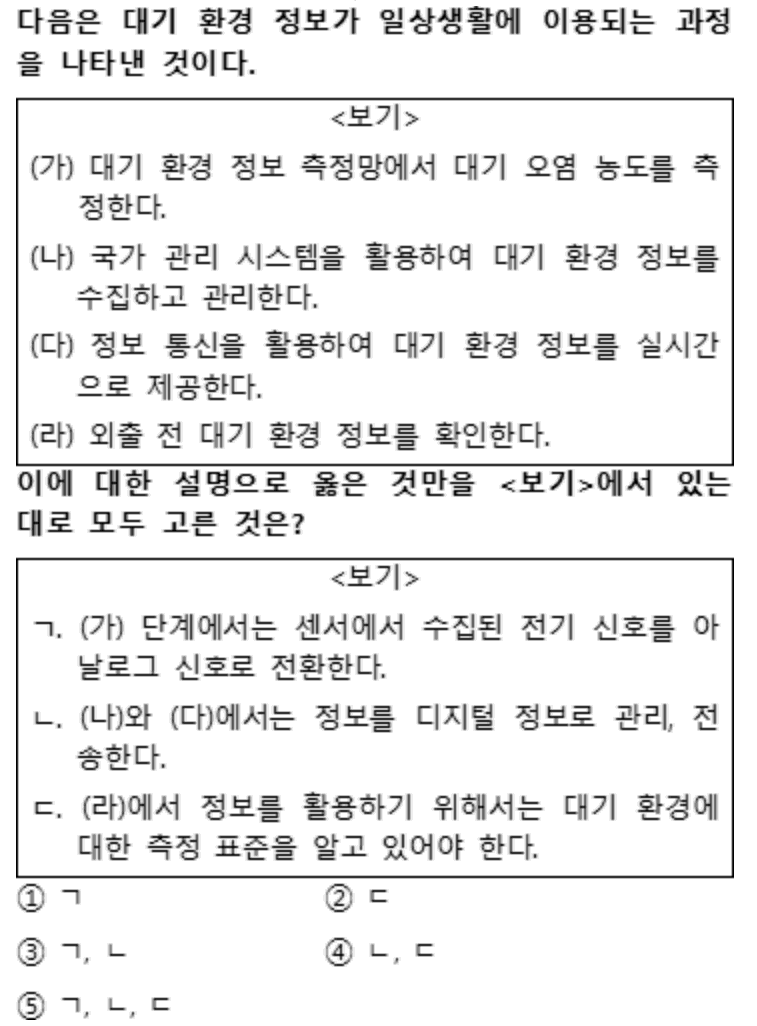 다음은 대기 환경 정보가 일상생활에 이용되는 과정
을 나타낸 것이다.
<보기>
(가) 대기 환경 정보 측정망에서 대기 오염 농도를 측
정한다.
(나) 국가 관리 시스템을 활용하여 대기 환경 정보를
수집하고 관리한다.
(다) 정보 통신을 활용하여 대기 환경 정보를 실시간
으로 제공한다.
(라) 외출 전 대기 환경 정보를 확인한다.
이에 대한 설명으로 옳은 것만을 <보기>에서 있는
대로 모두 고른 것은?
<보기>
ㄱ. (가) 단계에서는 센서에서 수집된 전기 신호를 아
날로그 신호로 전환한다.
ㄴ. (나)와 (다)에서는 정보를 디지털 정보로 관리, 전
송한다.
ㄷ. (라)에서 정보를 활용하기 위해서는 대기 환경에
대한 측정 표준을 알고 있어야 한다.
① ㄱ ② ㄷ
③ ㄱ, ㄴ ④ ㄴ, ㄷ
⑤ ㄱ, ㄴ, ㄷ